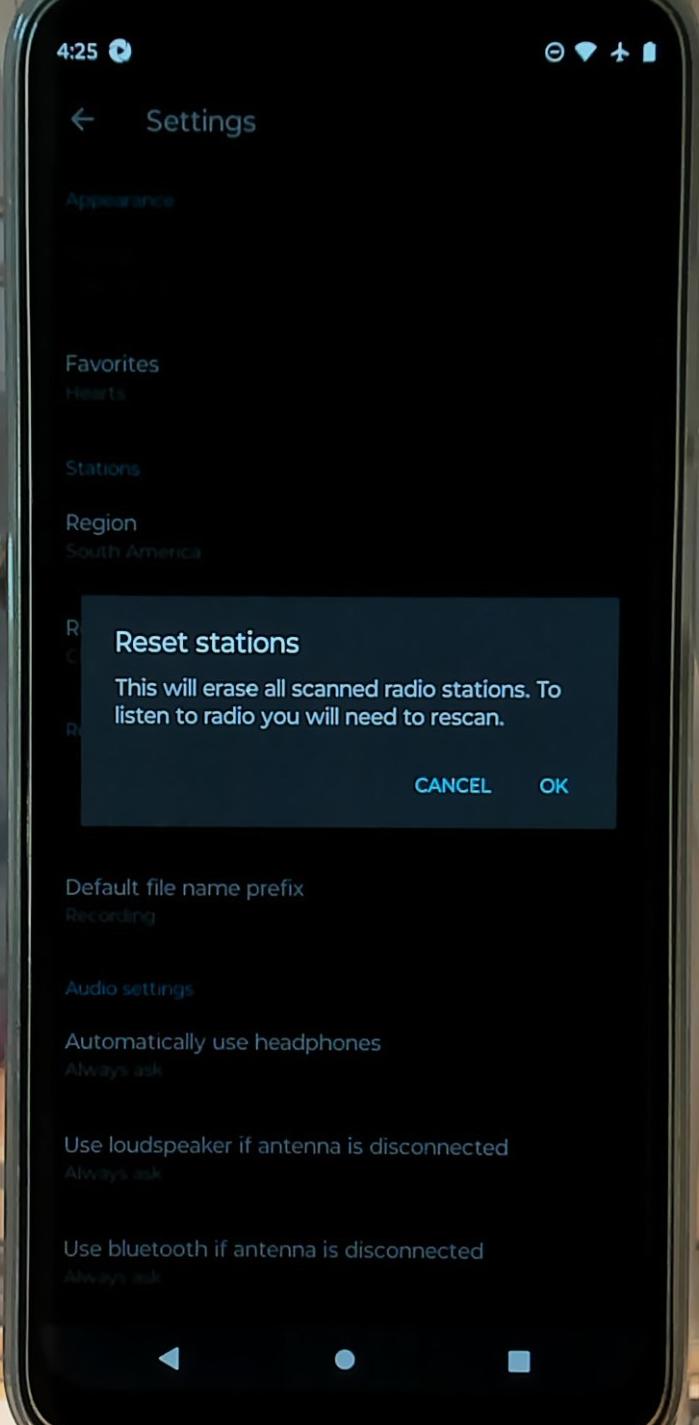 4:25
Settings
Appearance
Favorites
Hearts
Stations
Region
South America
Reset stations
This will erase all scanned radio stations. To
listen to radio you will need to rescan.
CANCEL OK
Default file name prefix
Recording
Audio settings
Automatically use headphones
Always ask
Use loudspeaker if antenna is disconnected
Always ask
Use bluetooth if antenna is disconnected
Always ask